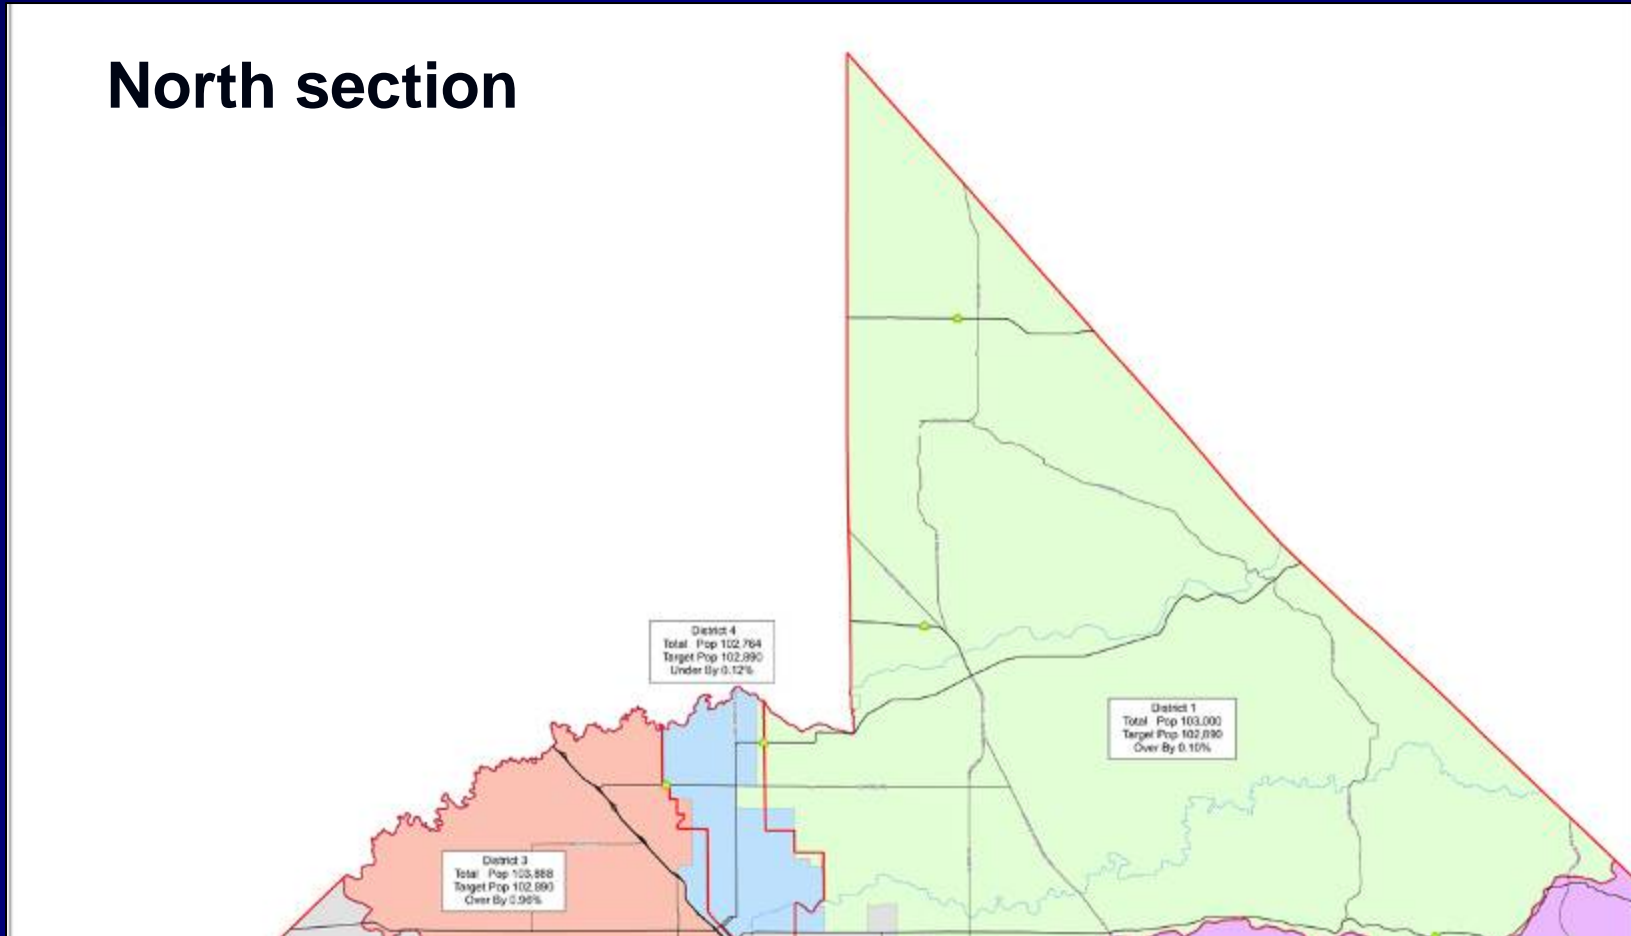 North section
District 4
Total Pop 102,764
Target Pop 102,890
Under By 0.12%
District 1
Total Pop 103,000
Target Pop 102,890
Over By 0.10%
District 3
Total Pop 103,888
Target Pop 102,890
Over By 0.96%